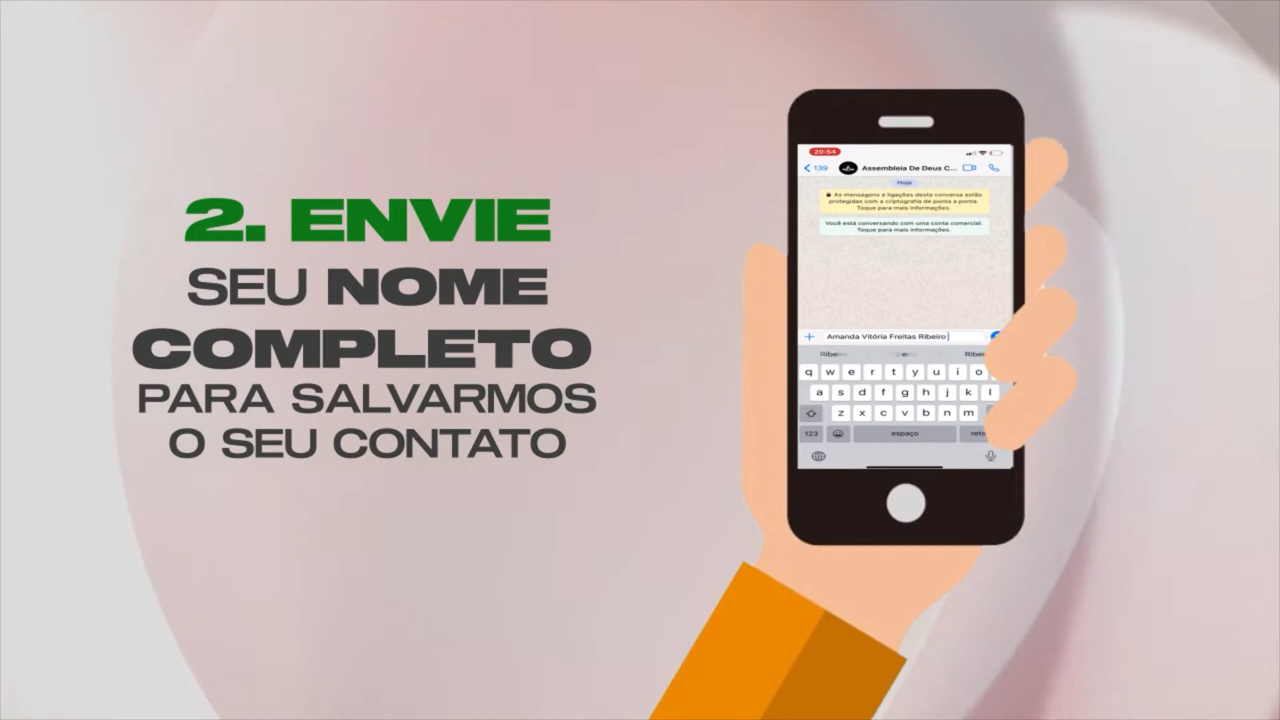 2. ENVIE
SEU NOME
COMPLETO
PARA SALVARMOS
O SEU CONTATO
20:54
139 Assembleia De Deus C...
Hoje
As mensagens e ligações desta conversa estão
protegidas com a criptografia de ponta a ponta.
Toque para mais informações.
Você está conversando com uma conta comercial.
Toque para mais informações.
Amanda Vitória Freitas Ribeiro
q w e r t y u i o
a s d f g h j k l
z x c v b n m
123 espaço